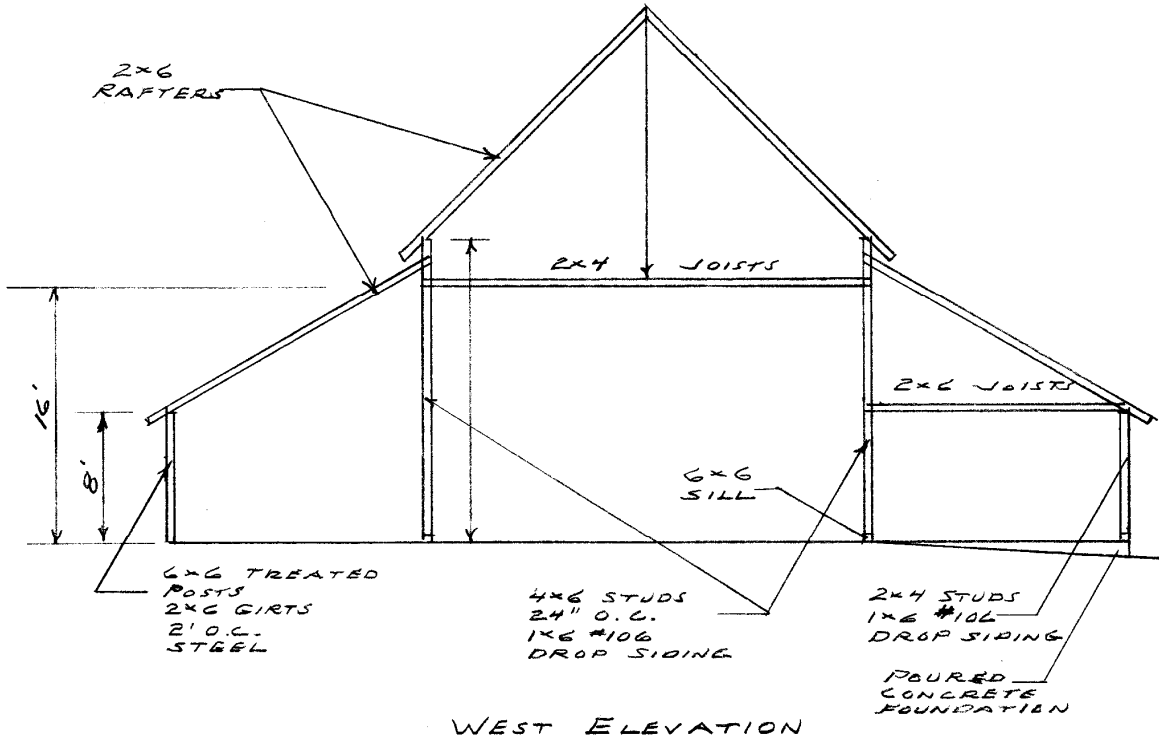 2×6
RAFTERS
2×4 JOISTS
16'
8'
2×6 JOISTS
6×6
SILL
6×6 TREATED
POSTS
2×6 GIRTS
2' O.C.
STEEL
4×6 STUDS
24" O.C.
1×6 #106
DROP SIDING
2×4 STUDS
1×6 #106
DROP SIDING
POURED
CONCRETE
FOUNDATION
WEST ELEVATION